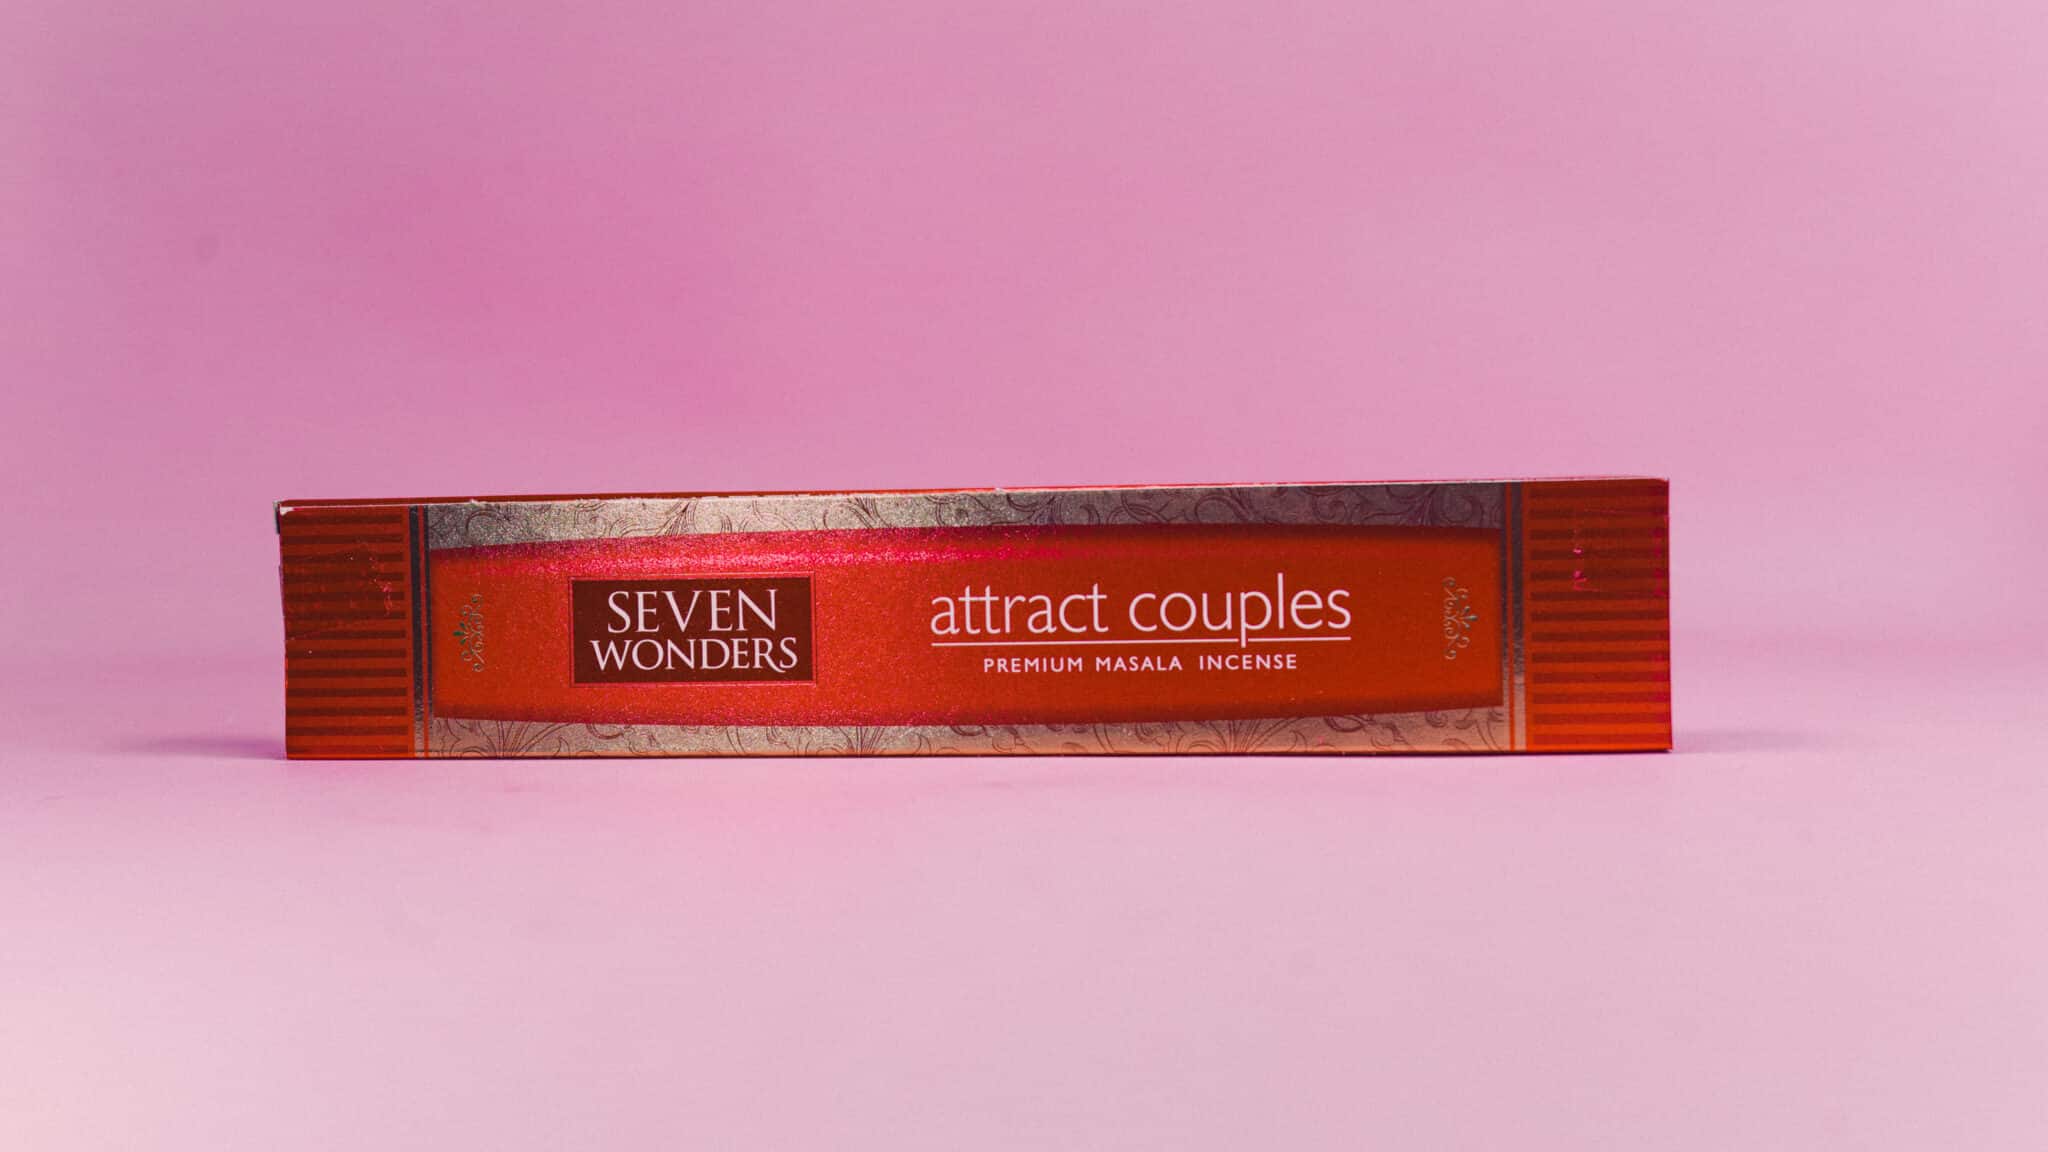 SEVEN
WONDERS
attract couples
PREMIUM MASALA INCENSE